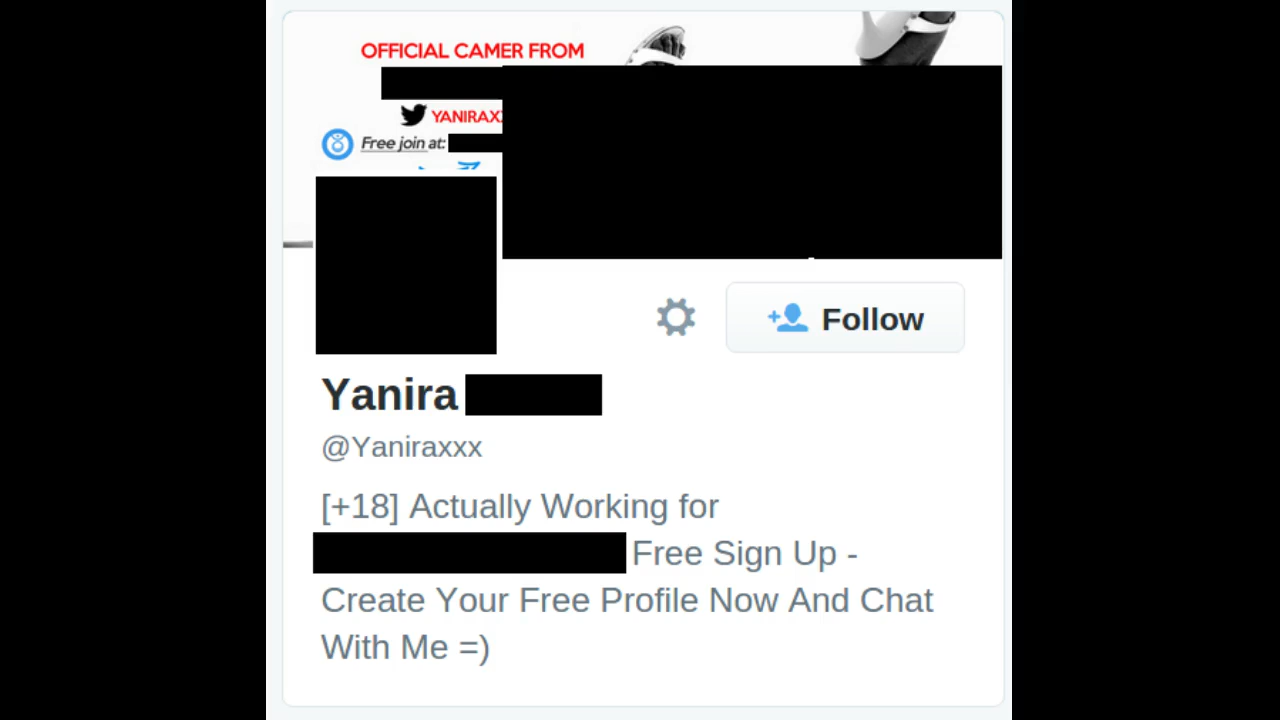 OFFICIAL CAMER FROM
YANIRAX
Free join at:
Follow
Yanira
@Yaniraxxx
[+18] Actually Working for
Free Sign Up -
Create Your Free Profile Now And Chat
With Me =)